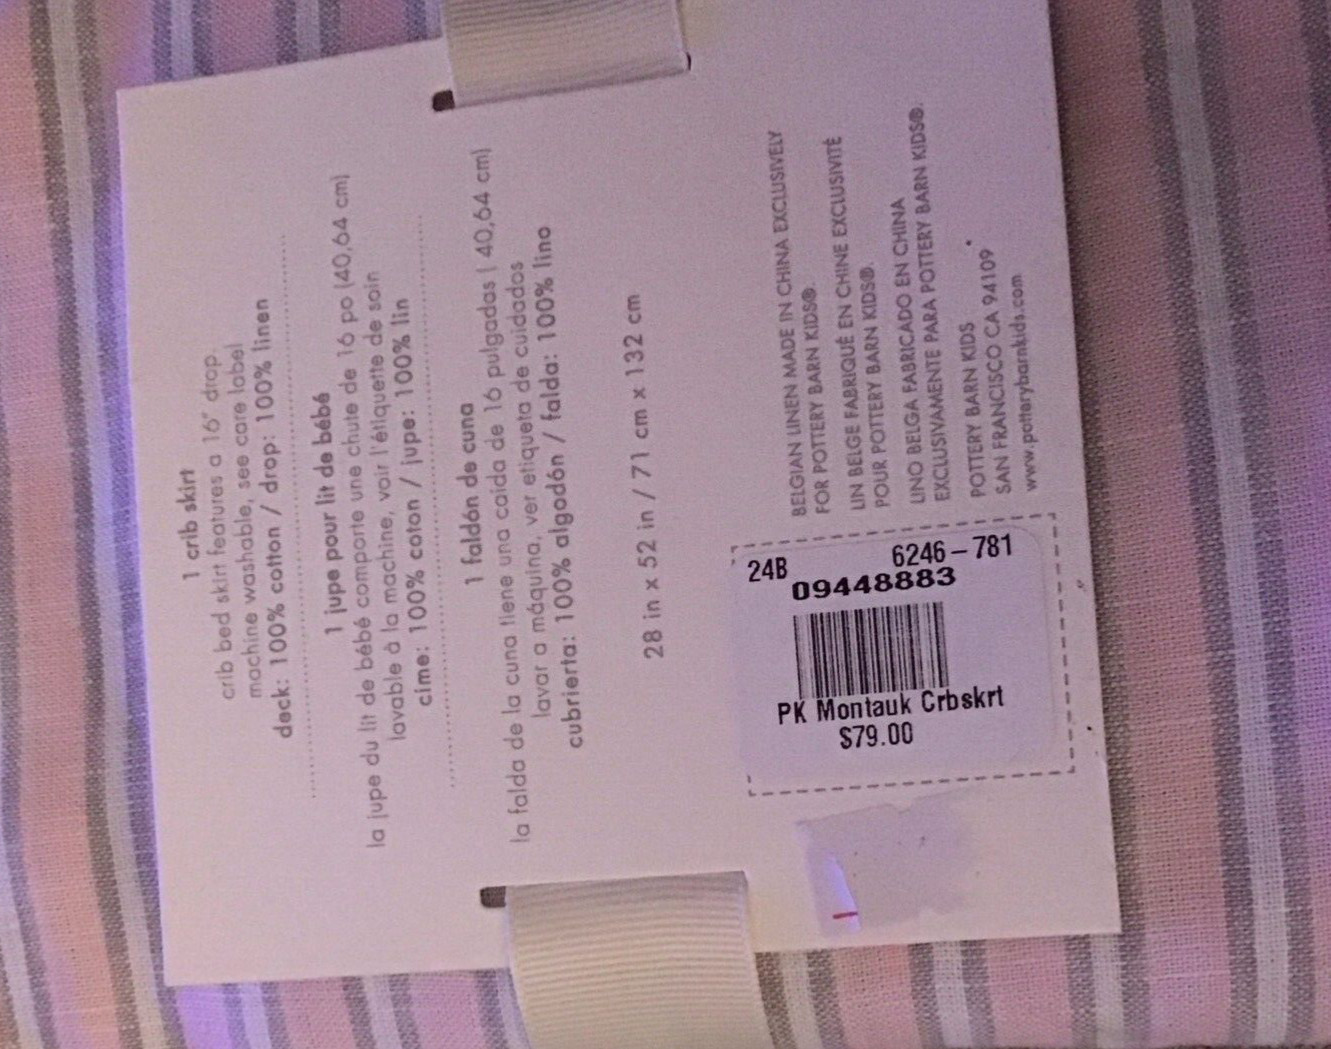 1 crib skirt
crib bed skirt features a 16" drop
machine washable, see care label
deck: 100% cotton / drop: 100% linen
1 jupe pour lit de bébé
la jupe du lit de bébé comporte une chute de 16 po (40,64 cm)
lavable à la machine, voir l'étiquette de soin
cime: 100% coton / jupe: 100% lin
1 faldón de cuna
la falda de la cuna tiene una caída de 16 pulgadas ( 40,64 cm)
lavar a máquina, ver etiqueta de cuidados
cubrierta: 100% algodón / falda: 100% lino
28 in x 52 in / 71 cm x 132 cm
BELGIAN LINEN MADE IN CHINA EXCLUSIVELY
FOR POTTERY BARN KIDS®.
LIN BELGE FABRIQUÉ EN CHINE EXCLUSIVITÉ
POUR POTTERY BARN KIDS®.
LINO BELGA FABRICADO EN CHINA
EXCLUSIVAMENTE PARA POTTERY BARN KIDS®.
POTTERY BARN KIDS
SAN FRANCISCO CA 94109
www.potterybarnkids.com
24B 6246-781
09448883
PK Montauk Crbskrt
$79.00